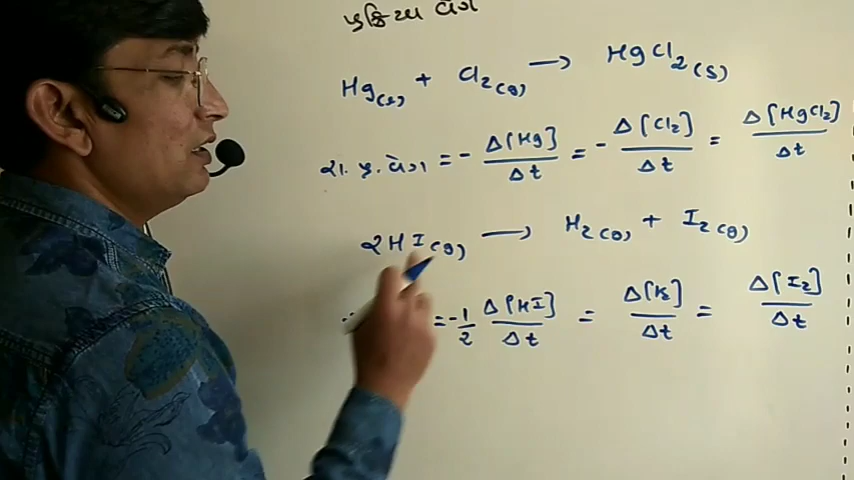 પ્રક્રિયા વેગ
Hg(s) + Cl₂(g) → HgCl₂(s)
સા. પ્ર. વેગ = - Δ[Hg]/Δt = - Δ[Cl₂]/Δt = Δ[HgCl₂]/Δt
2HI(g) → H₂(g) + I₂(g)
= -1/2 Δ[HI]/Δt = Δ[H₂]/Δt = Δ[I₂]/Δt